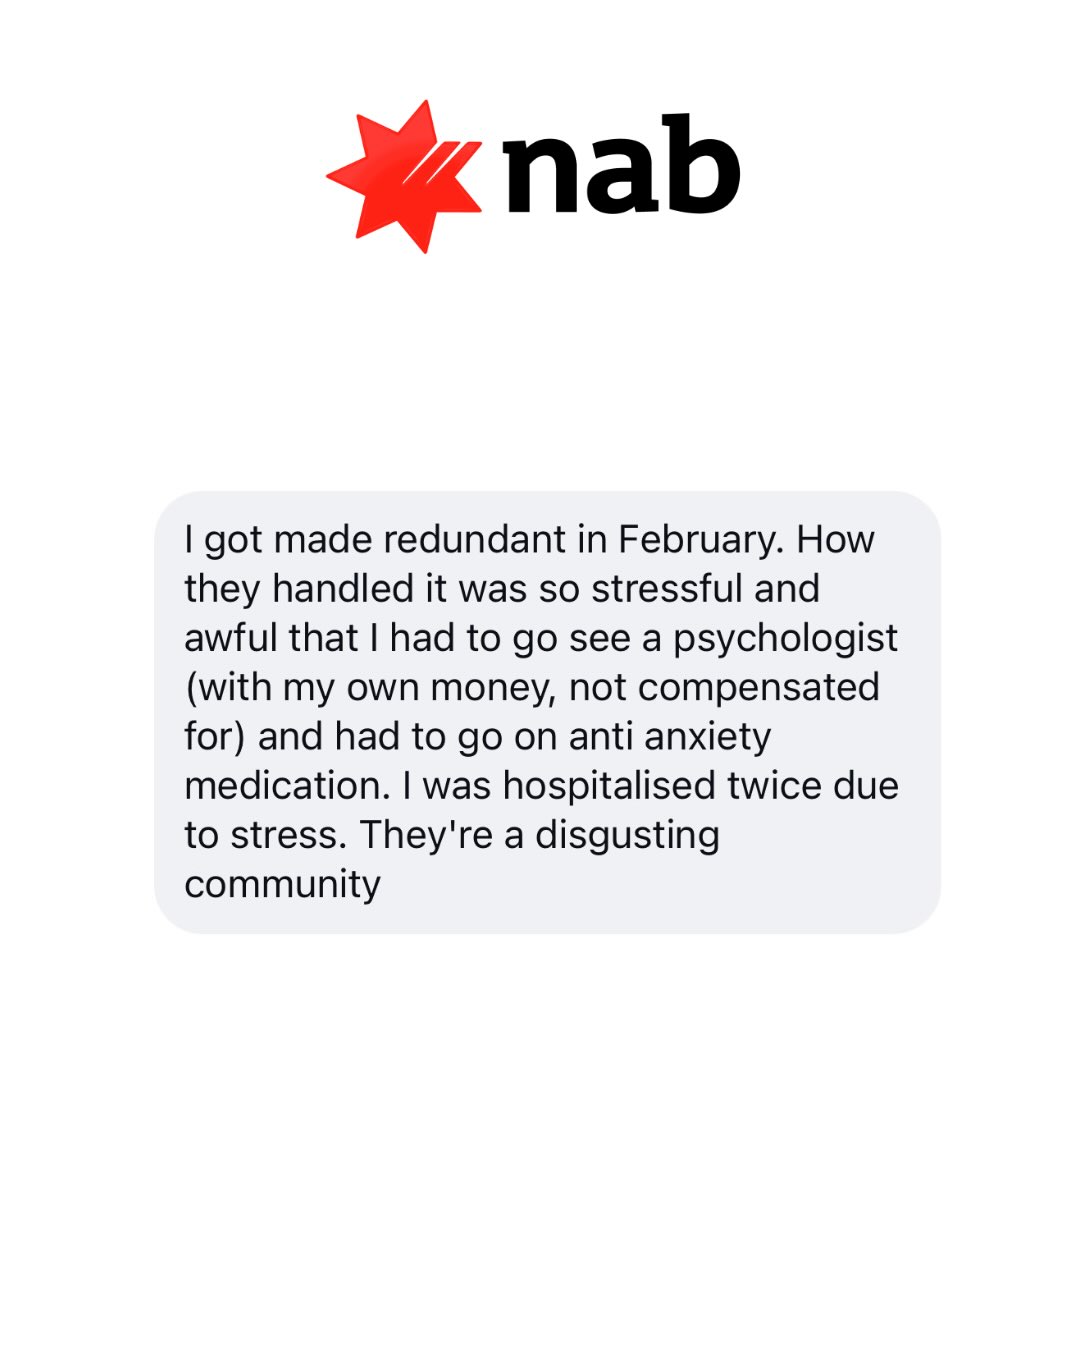 nab
I got made redundant in February. How
they handled it was so stressful and
awful that I had to go see a psychologist
(with my own money, not compensated
for) and had to go on anti anxiety
medication. I was hospitalised twice due
to stress. They're a disgusting
community